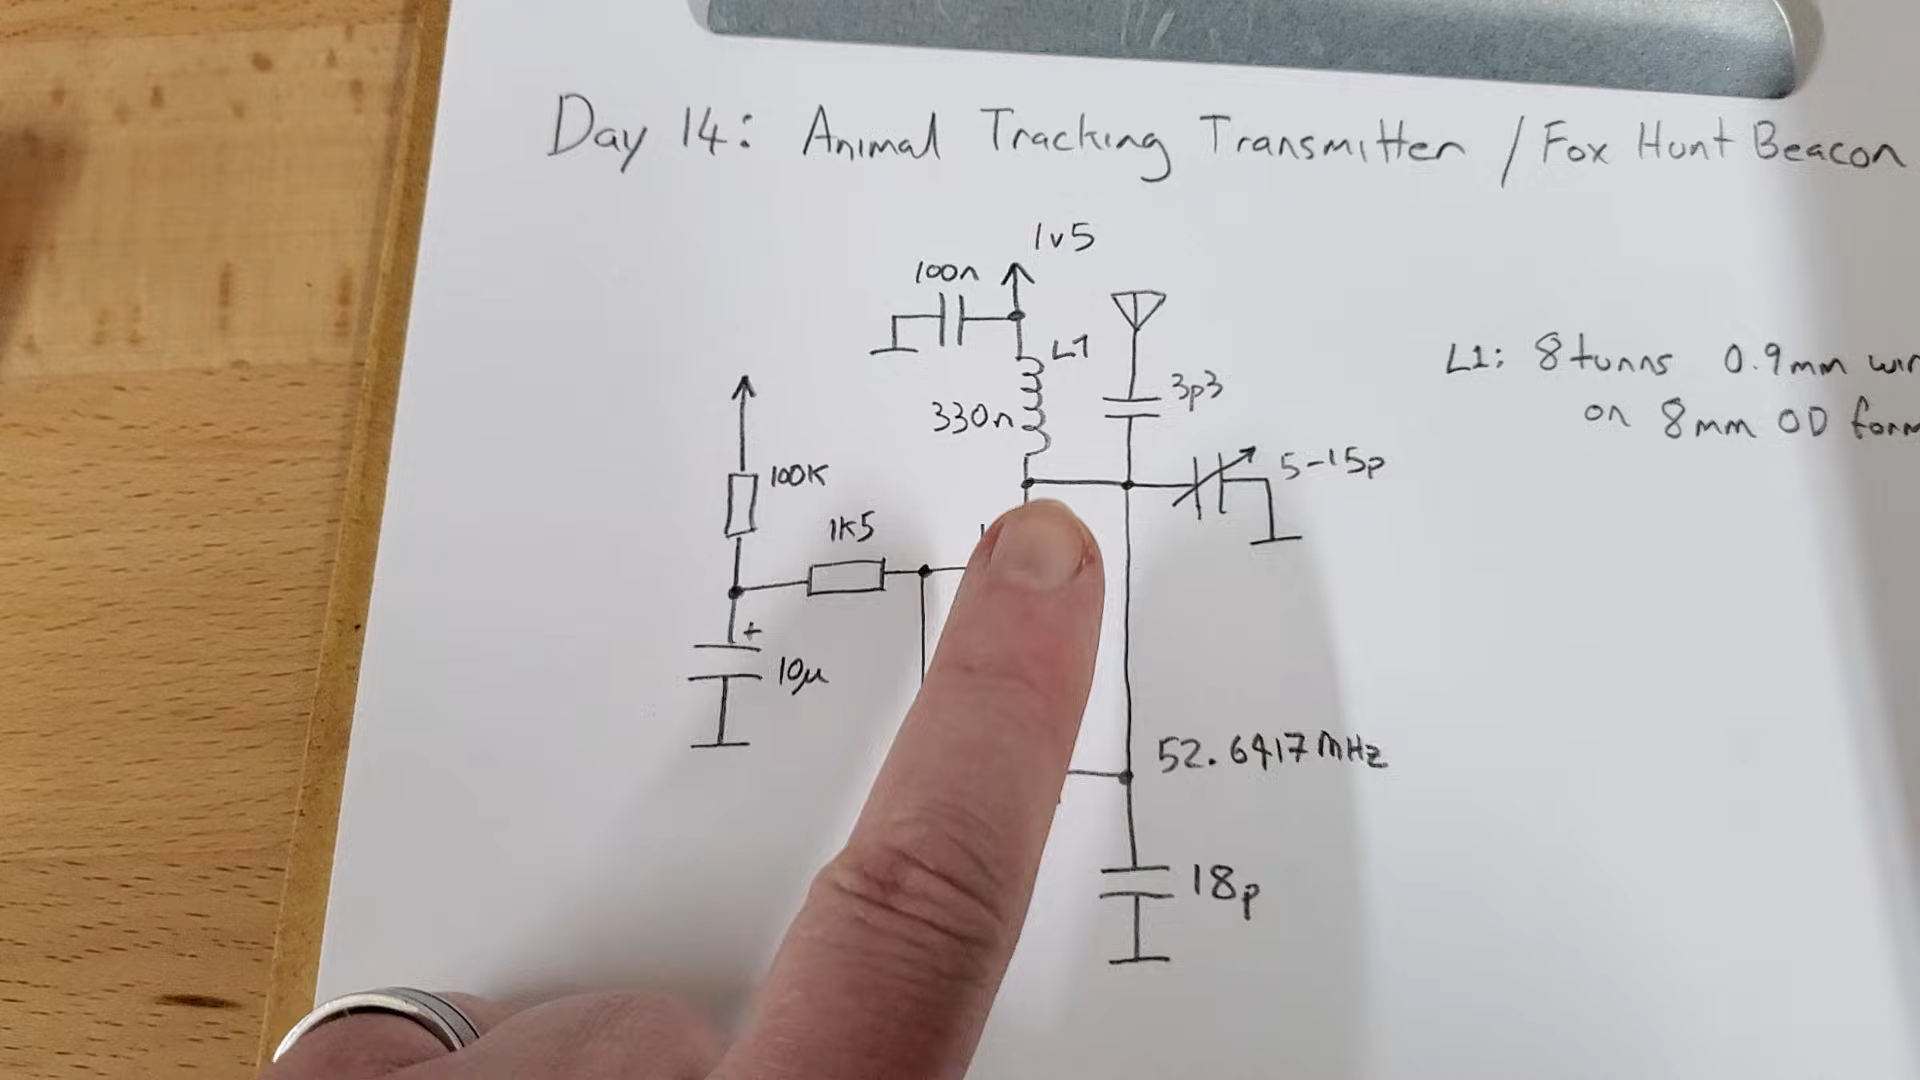 Day 14: Animal Tracking Transmitter / Fox Hunt Beacon
1v5
100n
L1
3p3
330n
L1: 8 turns 0.9mm
on 8mm OD
5-15p
100K
1K5
+
10µ
52.6417 MHz
18p